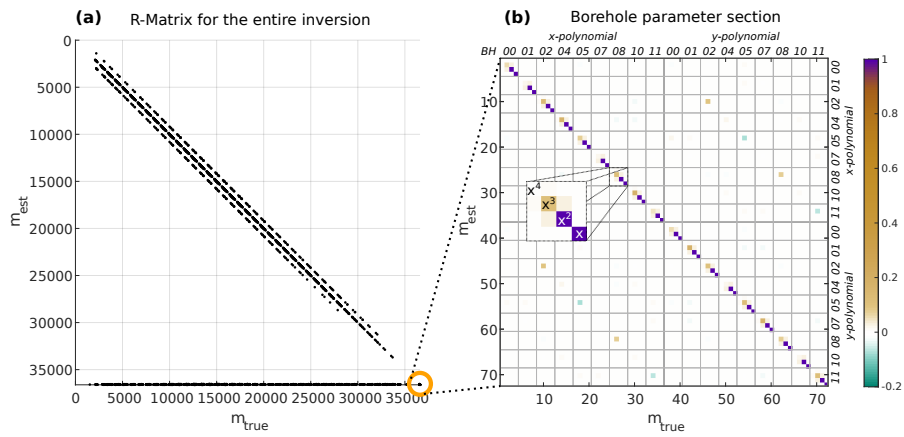 (a)
R-Matrix for the entire inversion
0
5000
10000
15000
20000
25000
30000
35000
m_est
0
5000
10000
15000
20000
25000
30000
35000
m_true
(b)
Borehole parameter section
x-polynomial
y-polynomial
BH 00 01 02 04 05 07 08 10 11 00 01 02 04 05 07 08 10 11
10
20
30
40
50
60
70
m_est
x⁴
x³
x²
x
10 20 30 40 50 60 70
m_true
00 01 02 04 05 07 08 10 11 00 01 02 04 05 07 08 10 11
x-polynomial
y-polynomial
1
0.8
0.6
0.4
0.2
0
-0.2